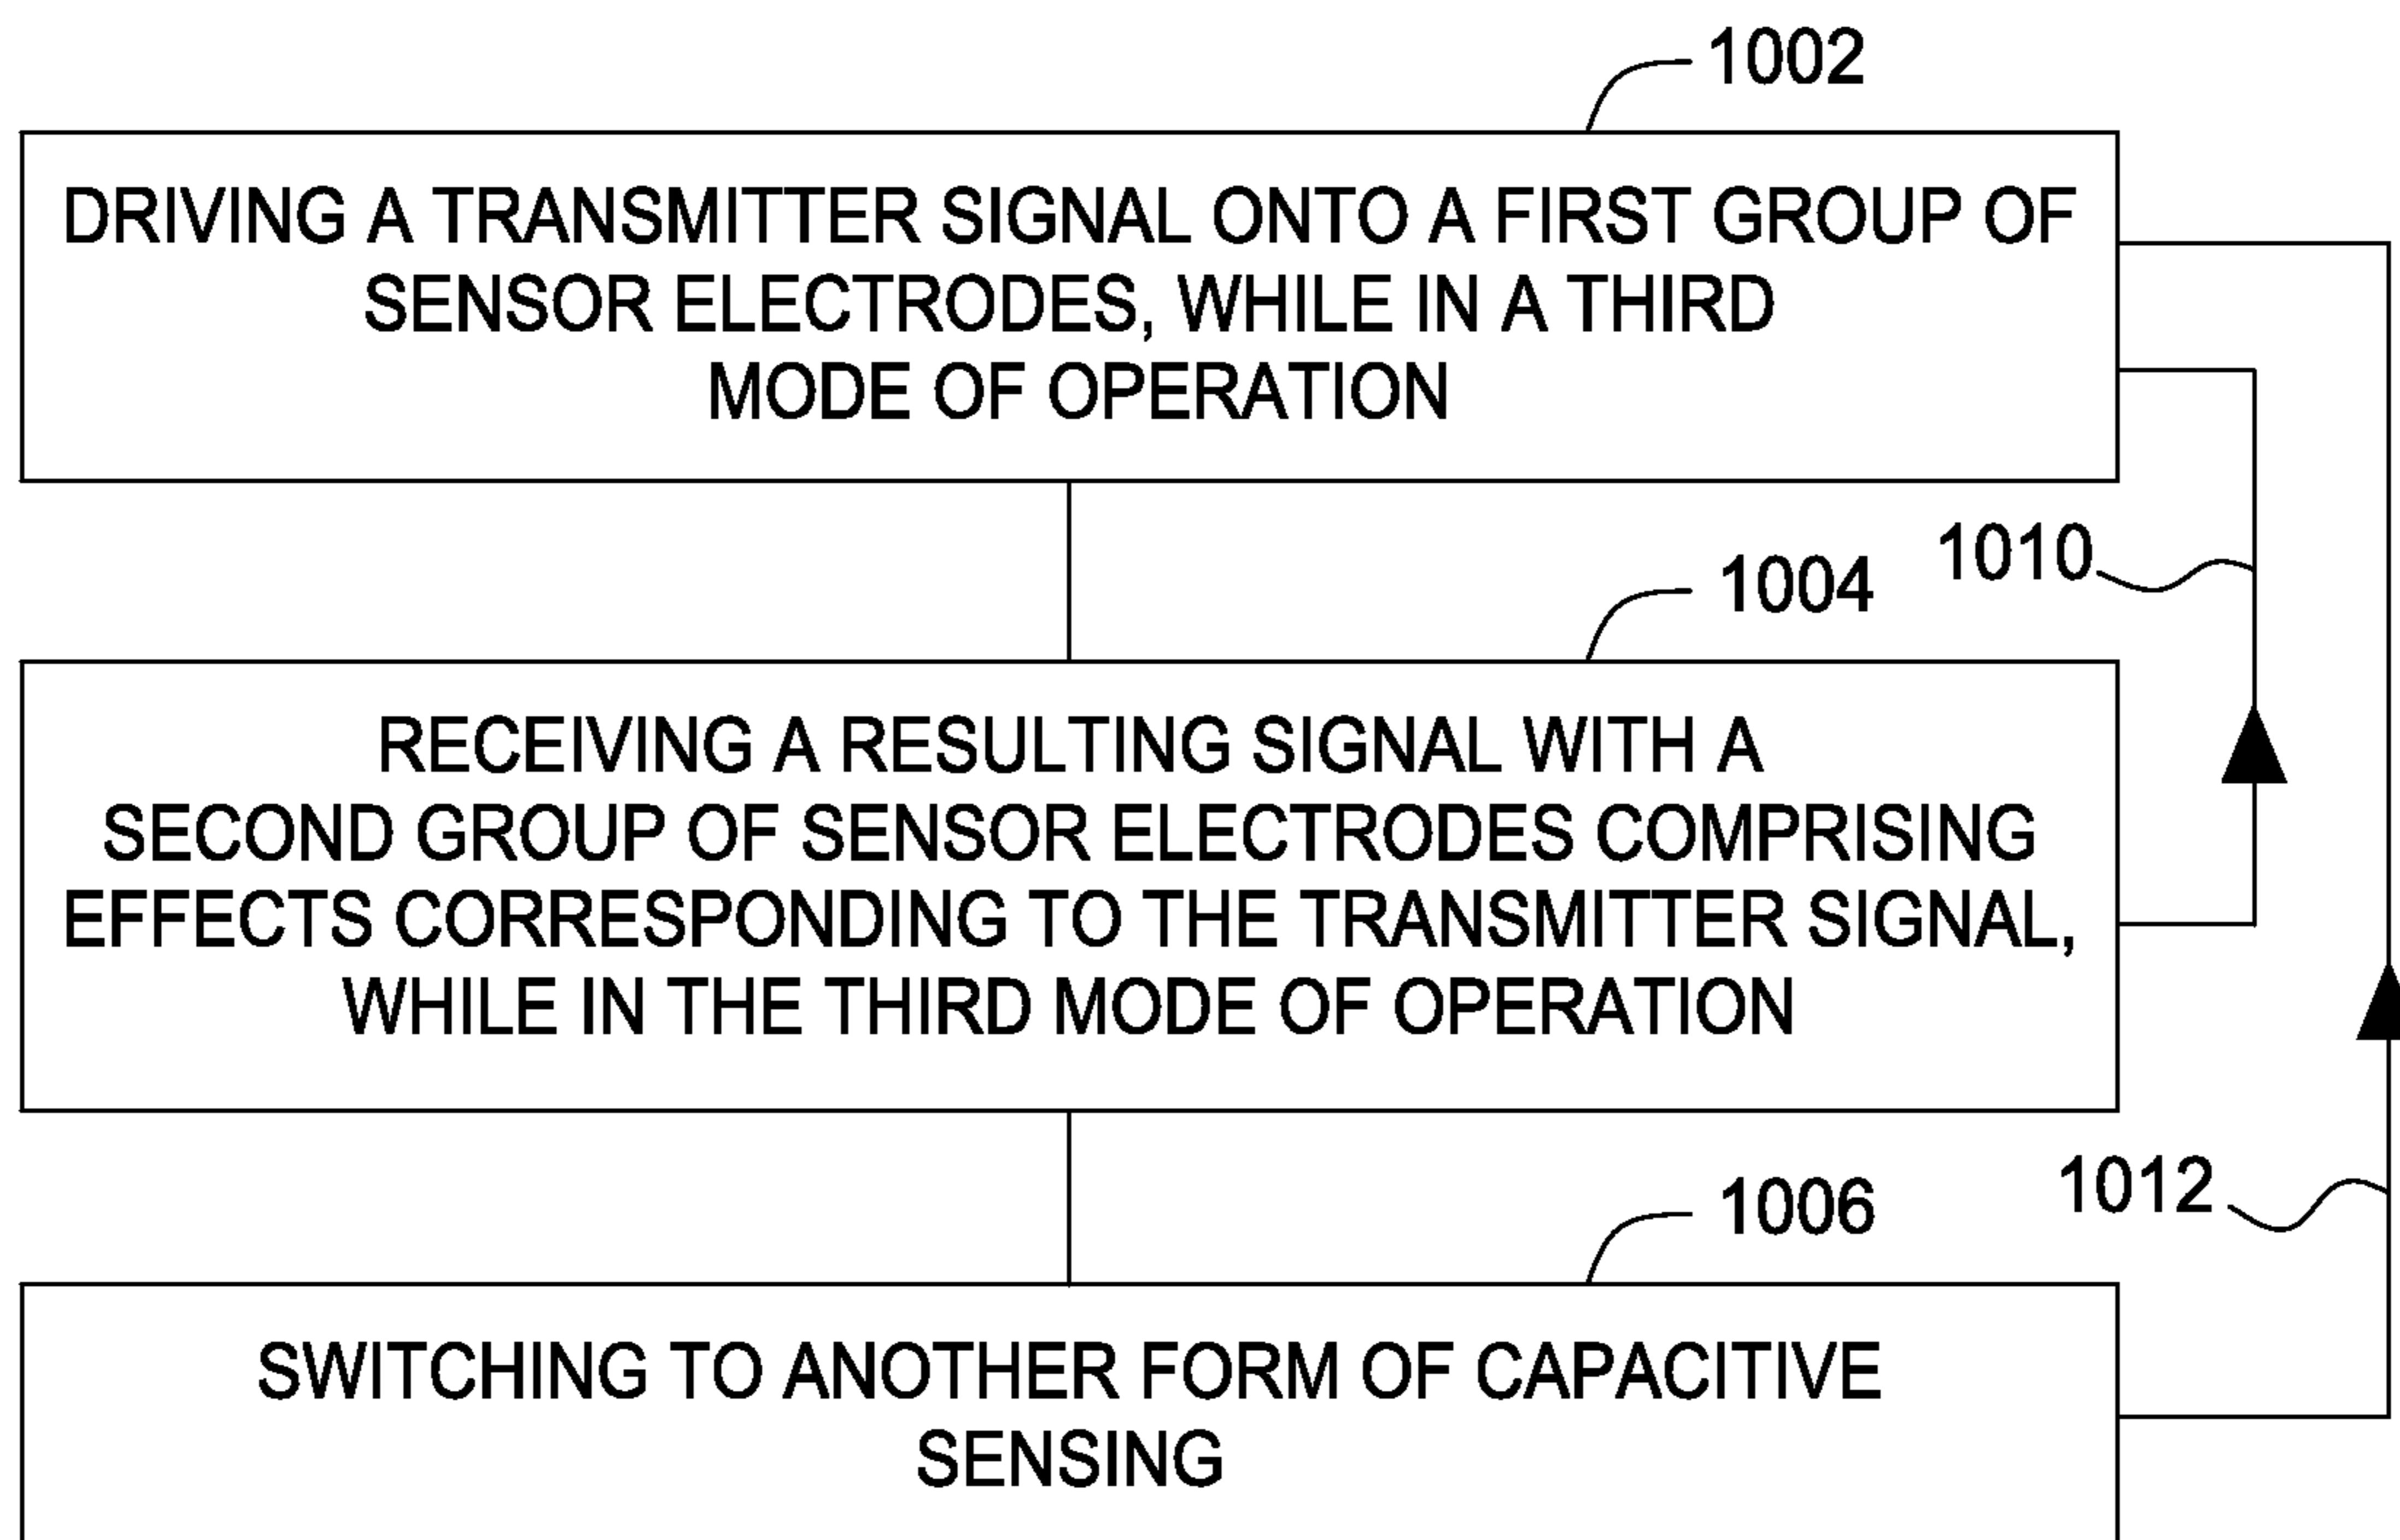 1002
DRIVING A TRANSMITTER SIGNAL ONTO A FIRST GROUP OF
SENSOR ELECTRODES, WHILE IN A THIRD
MODE OF OPERATION
1010
1004
RECEIVING A RESULTING SIGNAL WITH A
SECOND GROUP OF SENSOR ELECTRODES COMPRISING
EFFECTS CORRESPONDING TO THE TRANSMITTER SIGNAL,
WHILE IN THE THIRD MODE OF OPERATION
1012
1006
SWITCHING TO ANOTHER FORM OF CAPACITIVE
SENSING